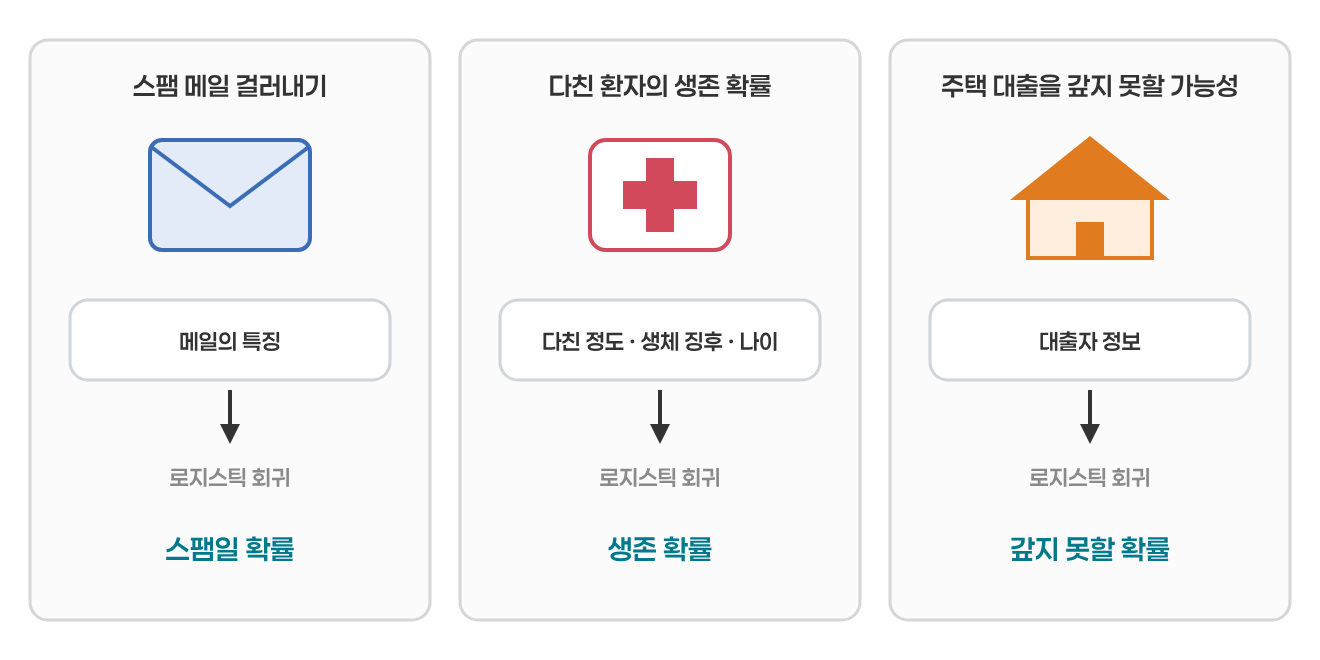 스팸 메일 걸러내기
메일의 특징
로지스틱 회귀
스팸일 확률
다친 환자의 생존 확률
다친 정도 · 생체 징후 · 나이
로지스틱 회귀
생존 확률
주택 대출을 갚지 못할 가능성
대출자 정보
로지스틱 회귀
갚지 못할 확률